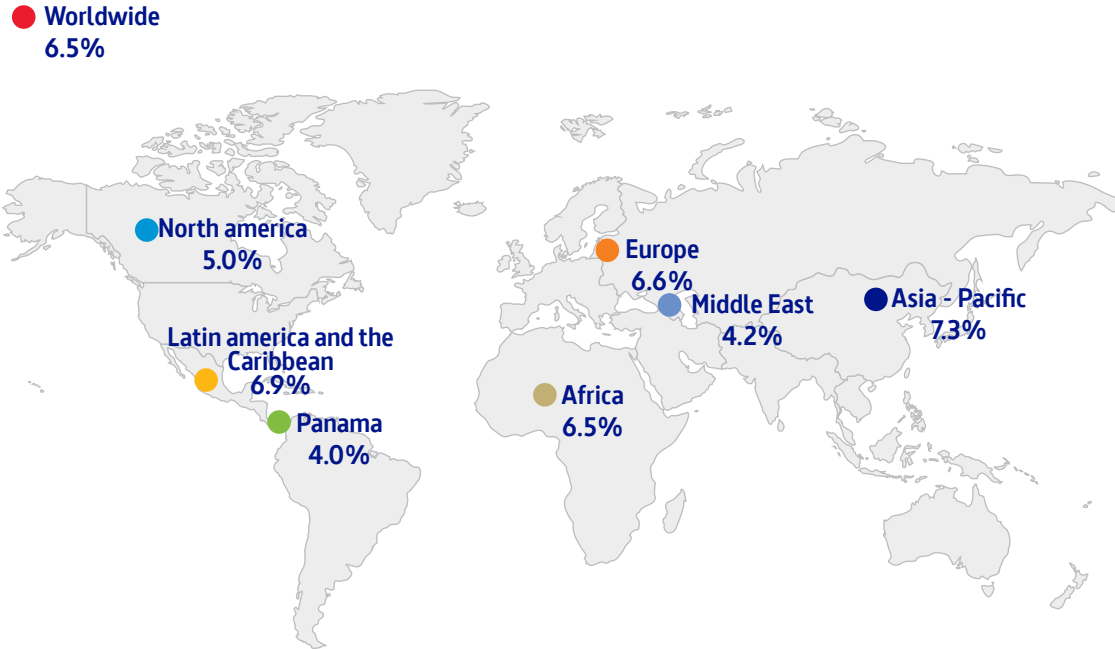 Worldwide
6.5%
North america
5.0%
Europe
6.6%
Middle East
4.2%
Asia - Pacific
7.3%
Latin america and the
Caribbean
6.9%
Africa
6.5%
Panama
4.0%